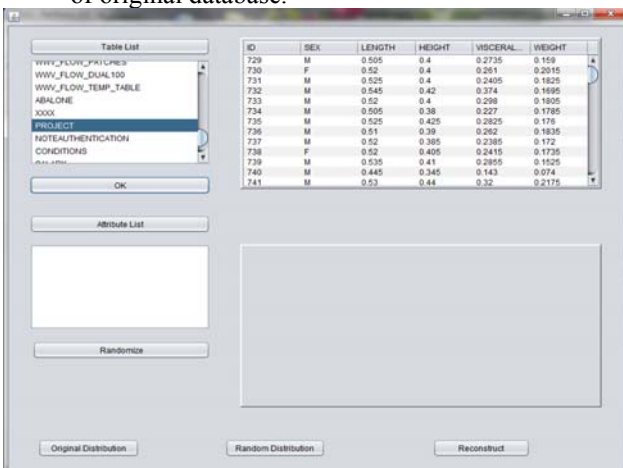 of original database.
Table List
WWV_FLOW_PATCHES
WWV_FLOW_DUAL100
WWV_FLOW_TEMP_TABLE
ABALONE
XXXX
PROJECT
NOTEAUTHENTICATION
CONDITIONS
OK
Attribute List
Randomize
ID SEX LENGTH HEIGHT VISCERAL... WEIGHT
729 M 0.505 0.4 0.2735 0.159
730 F 0.52 0.4 0.261 0.2015
731 M 0.525 0.4 0.2405 0.1825
732 M 0.545 0.42 0.374 0.1695
733 M 0.52 0.4 0.298 0.1805
734 M 0.505 0.38 0.227 0.1785
735 M 0.525 0.425 0.2825 0.176
736 M 0.51 0.39 0.262 0.1835
737 M 0.52 0.385 0.2385 0.172
738 F 0.52 0.405 0.2415 0.1735
739 M 0.535 0.41 0.2855 0.1525
740 M 0.445 0.345 0.143 0.074
741 M 0.53 0.44 0.32 0.2175
Original Distribution Random Distribution Reconstruct